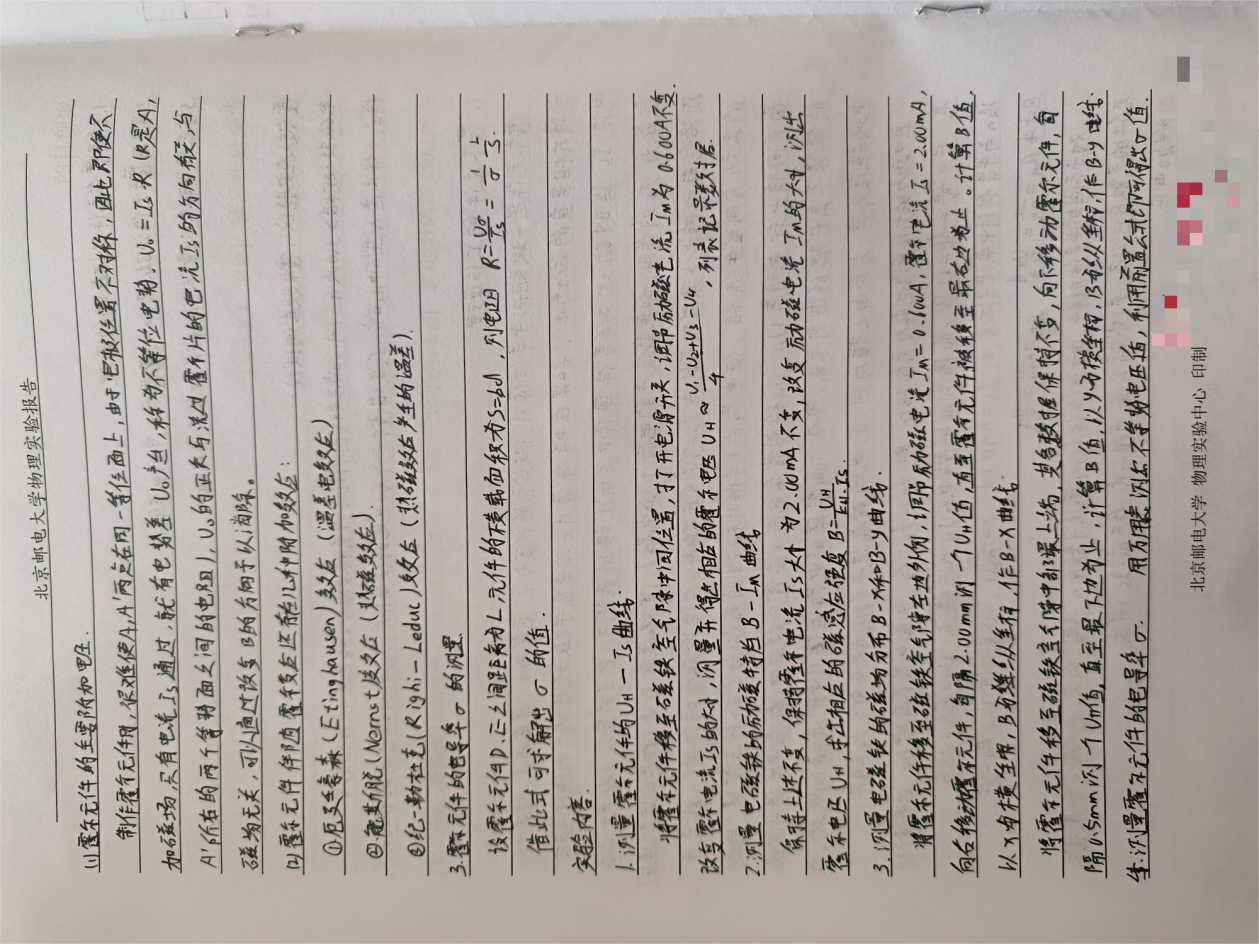 北京邮电大学物理实验报告
(1) 霍尔元件的主要附加电压.
制作霍尔元件时,很难使A,A'两点在同一等位面上,由于电极位置不对称,因此即使不
加磁场,只有电流Is通过,就有电势差U₀产生,称为不等位电势.U₀=Is·R(R是A,
A'所在的两个等势面之间的电阻),U₀的正负与流过霍尔片的电流Is的方向有关,与
磁场无关,可以通过改变B的方向予以消除。
(2) 霍尔元件伴随霍尔效应还有几种附加效应:
①厄廷豪森(Etinghausen)效应(温差电效应)
②能斯脱(Nernst)效应(热磁效应).
③纪-勒杜克(Righi-Leduc)效应(热磁效应产生的温差).
3.霍尔元件的电导率σ的测量
设霍尔元件D.E之间距离为L元件的下横截面积为S=bd,则电阻 R=Uσ/Is=1/σ L/S.
借此式可求解出σ的值.
实验内容.
1.测量霍尔元件的UH-Is曲线.
将霍尔元件移至电磁铁空气隙中间位置,打开电源开关,调节励磁电流IM为0.600A不变.
改变霍尔电流Is的大小,测量并得出相应的霍尔电压UH≈(U₁-U₂+U₃-U₄)/4,列表记录数据.
2.测量电磁铁的励磁特性B-Im曲线
保持上述不变,保持霍尔电流Is大小为2.00mA不变,改变励磁电流IM的大小,测出
霍尔电压UH,求出相应的磁感应强度B=UH/(KH·Is).
3.测量电磁铁的磁场分布B-X和B-y曲线.
将霍尔元件移至电磁铁空气隙左边外侧,调节励磁电流Im=0.600A,霍尔电流Is=2.00mA,
向右移动霍尔元件,每隔2.00mm测一个UH值,直至霍尔元件被移至最右边为止。计算B值.
以X为横坐标,B为纵坐标,作B-X曲线.
将霍尔元件移至电磁铁空气隙中部最上端,其余数据保持不变,向下移动霍尔元件,每
隔0.5mm测一个UH值,直至最下边为止,计算B值,以y为横坐标,B为纵坐标,作B-y曲线.
4.测量霍尔元件的电导率σ. 用万用表测出不等势电压后,利用前置公式即可得出σ值.
北京邮电大学 物理实验中心 印制